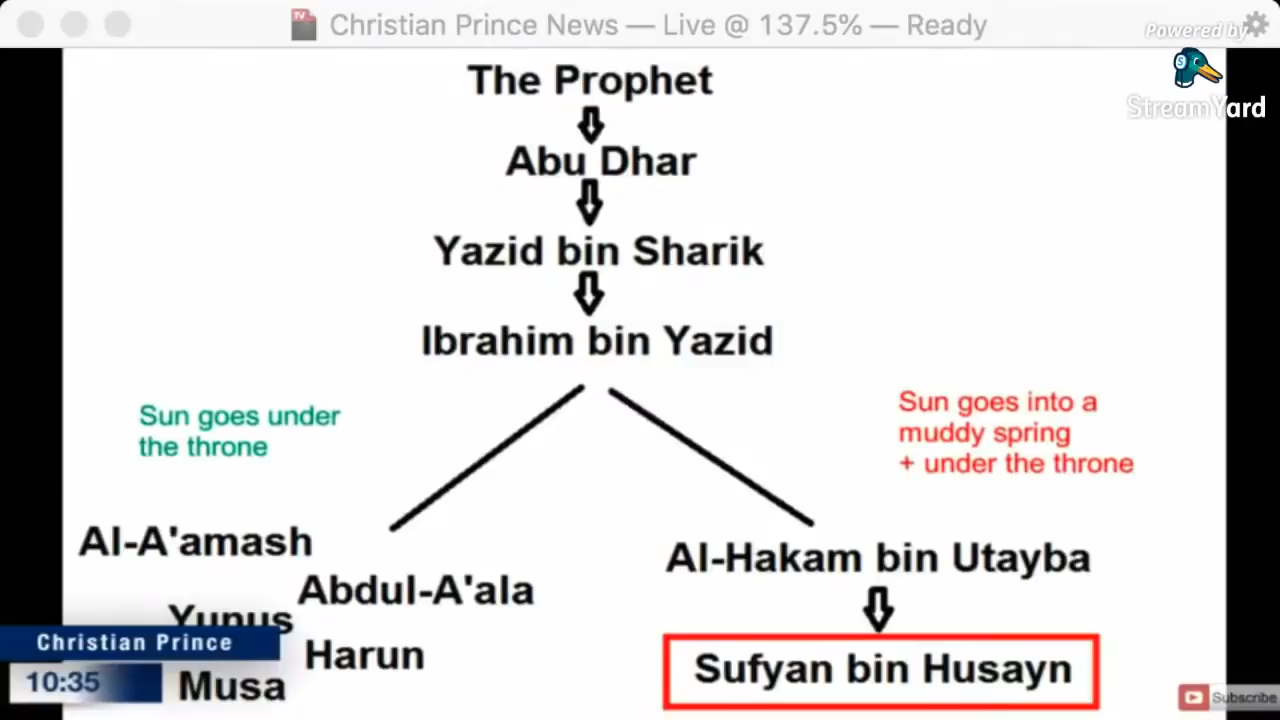 Christian Prince News — Live @ 137.5% — Ready
Powered by
StreamYard
The Prophet
Abu Dhar
Yazid bin Sharik
Ibrahim bin Yazid
Sun goes under
the throne
Sun goes into a
muddy spring
+ under the throne
Al-A'amash
Abdul-A'ala
Yunus
Harun
Musa
Al-Hakam bin Utayba
Sufyan bin Husayn
Christian Prince
10:35
Subscribe